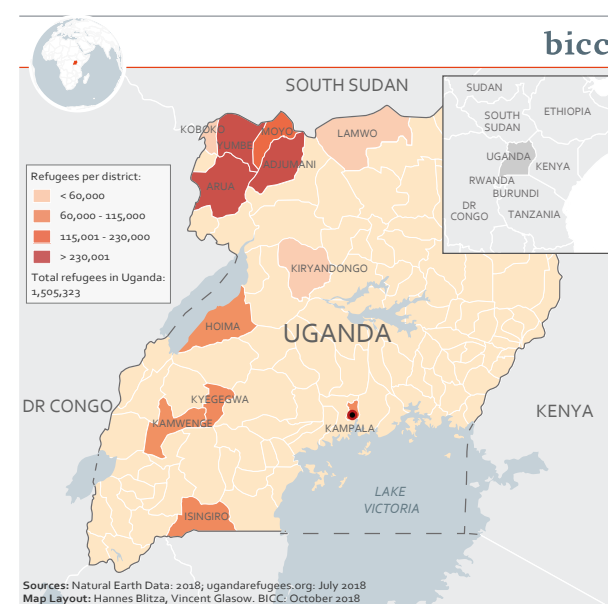 bicc
SOUTH SUDAN
SUDAN
ETHIOPIA
SOUTH
SUDAN
UGANDA
KENYA
RWANDA
BURUNDI
DR
CONGO
TANZANIA
KOBOKO
YUMBE
MOYO
LAMWO
ADJUMANI
ARUA
Refugees per district:
< 60,000
60,000 - 115,000
115,001 - 230,000
> 230,001
Total refugees in Uganda:
1,505,323
KIRYANDONGO
HOIMA
UGANDA
DR CONGO
KYEGEGWA
KAMWENGE
KAMPALA
KENYA
LAKE
VICTORIA
ISINGIRO
Sources: Natural Earth Data: 2018; ugandarefugees.org: July 2018
Map Layout: Hannes Blitza, Vincent Glasow. BICC: October 2018